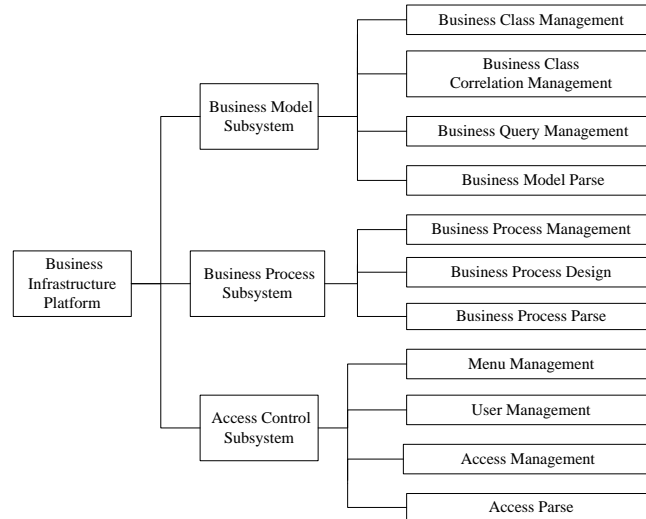 Business
Infrastructure
Platform
Business Model
Subsystem
Business Class Management
Business Class
Correlation Management
Business Query Management
Business Model Parse
Business Process
Subsystem
Business Process Management
Business Process Design
Business Process Parse
Access Control
Subsystem
Menu Management
User Management
Access Management
Access Parse